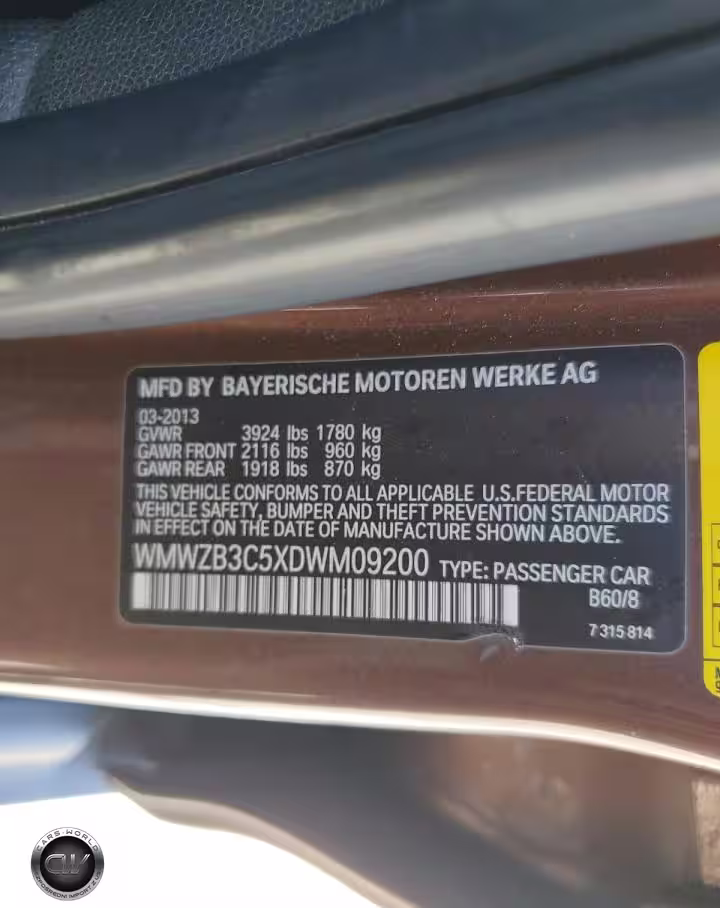 MFD BY BAYERISCHE MOTOREN WERKE AG
03-2013
GVWR 3924 lbs 1780 kg
GAWR FRONT 2116 lbs 960 kg
GAWR REAR 1918 lbs 870 kg
THIS VEHICLE CONFORMS TO ALL APPLICABLE U.S.FEDERAL MOTOR
VEHICLE SAFETY, BUMPER AND THEFT PREVENTION STANDARDS
IN EFFECT ON THE DATE OF MANUFACTURE SHOWN ABOVE.
WMWZB3C5XDWM09200 TYPE: PASSENGER CAR
B60/8
7 315 814
CARS-WORLD
CW